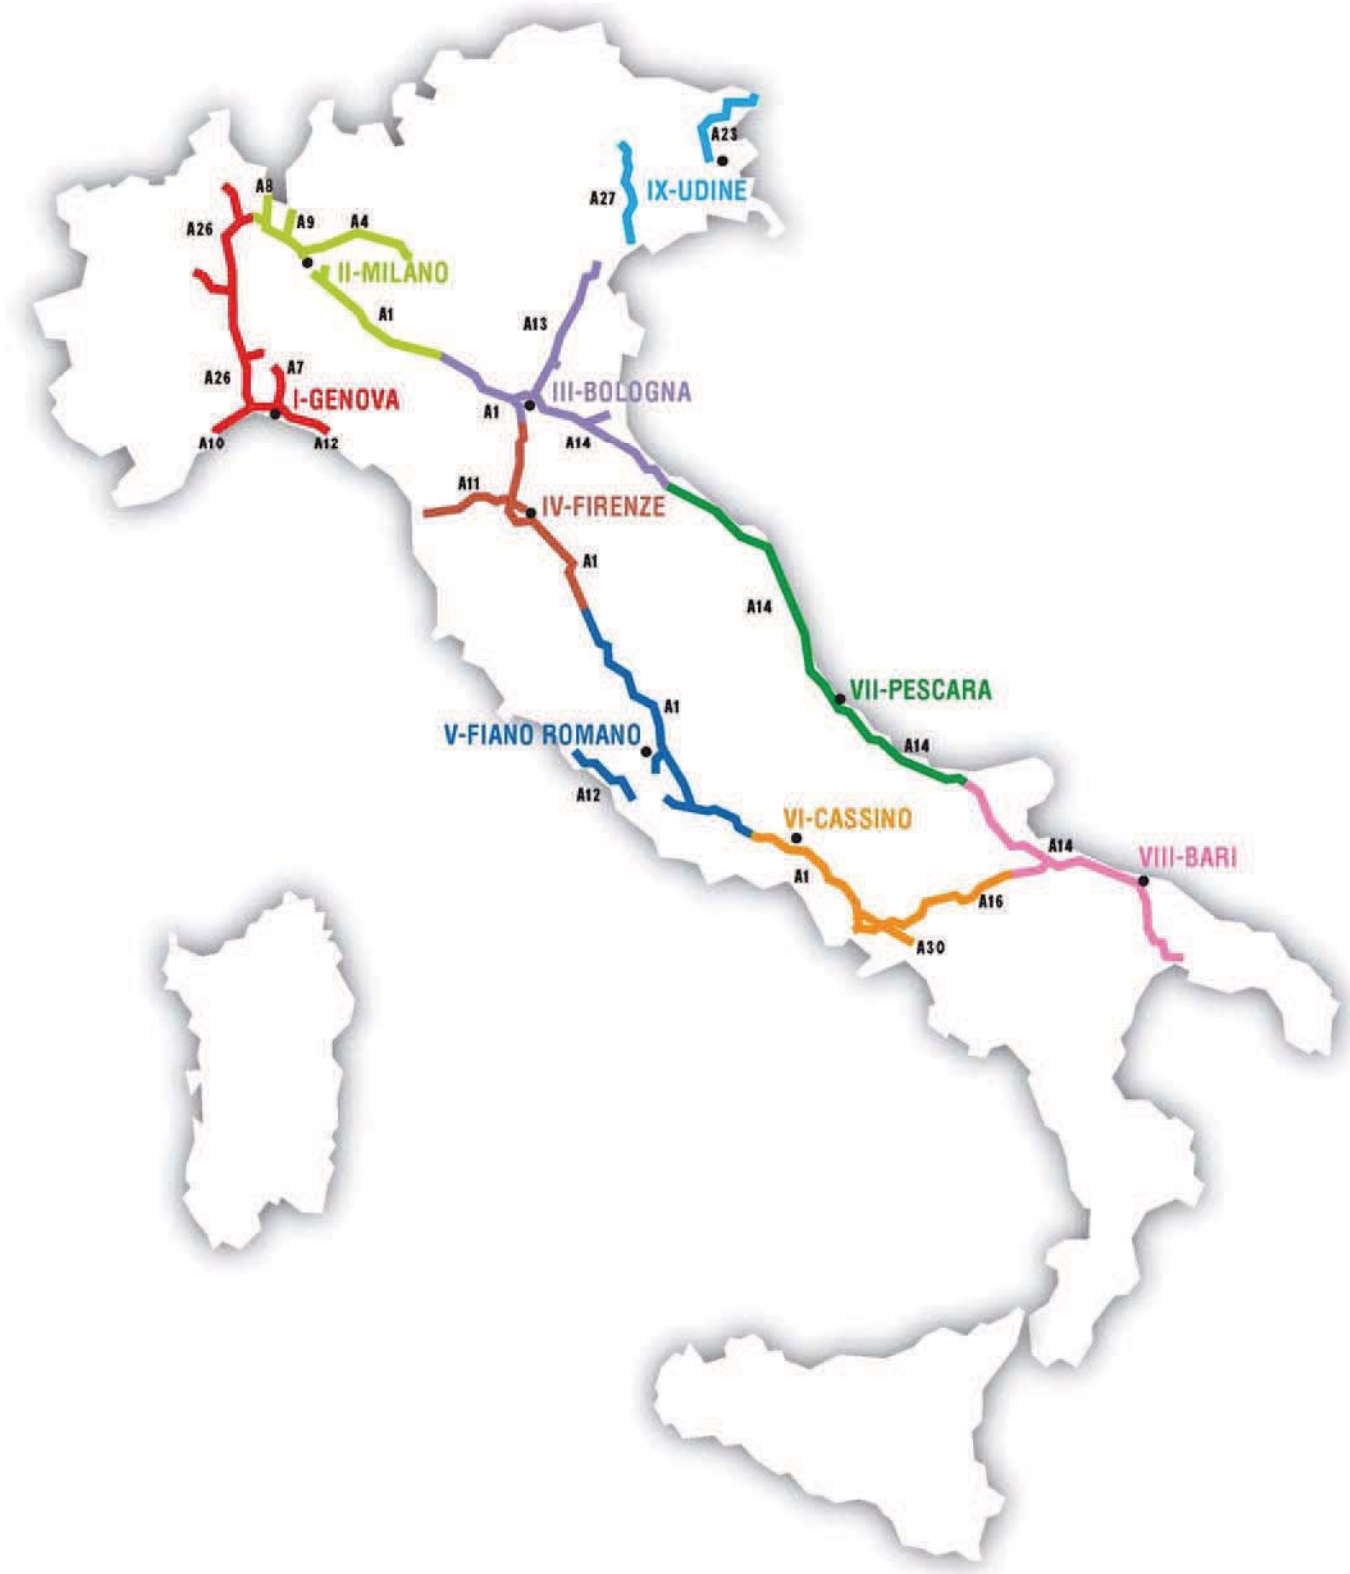 A23
A8
IX-UDINE
A27
A9
A4
A26
II-MILANO
A1
A13
A7
A26
III-BOLOGNA
I-GENOVA
A1
A10
A12
A14
A11
IV-FIRENZE
A1
A14
VII-PESCARA
A1
V-FIANO ROMANO
A14
A12
VI-CASSINO
A14
VIII-BARI
A1
A16
A30